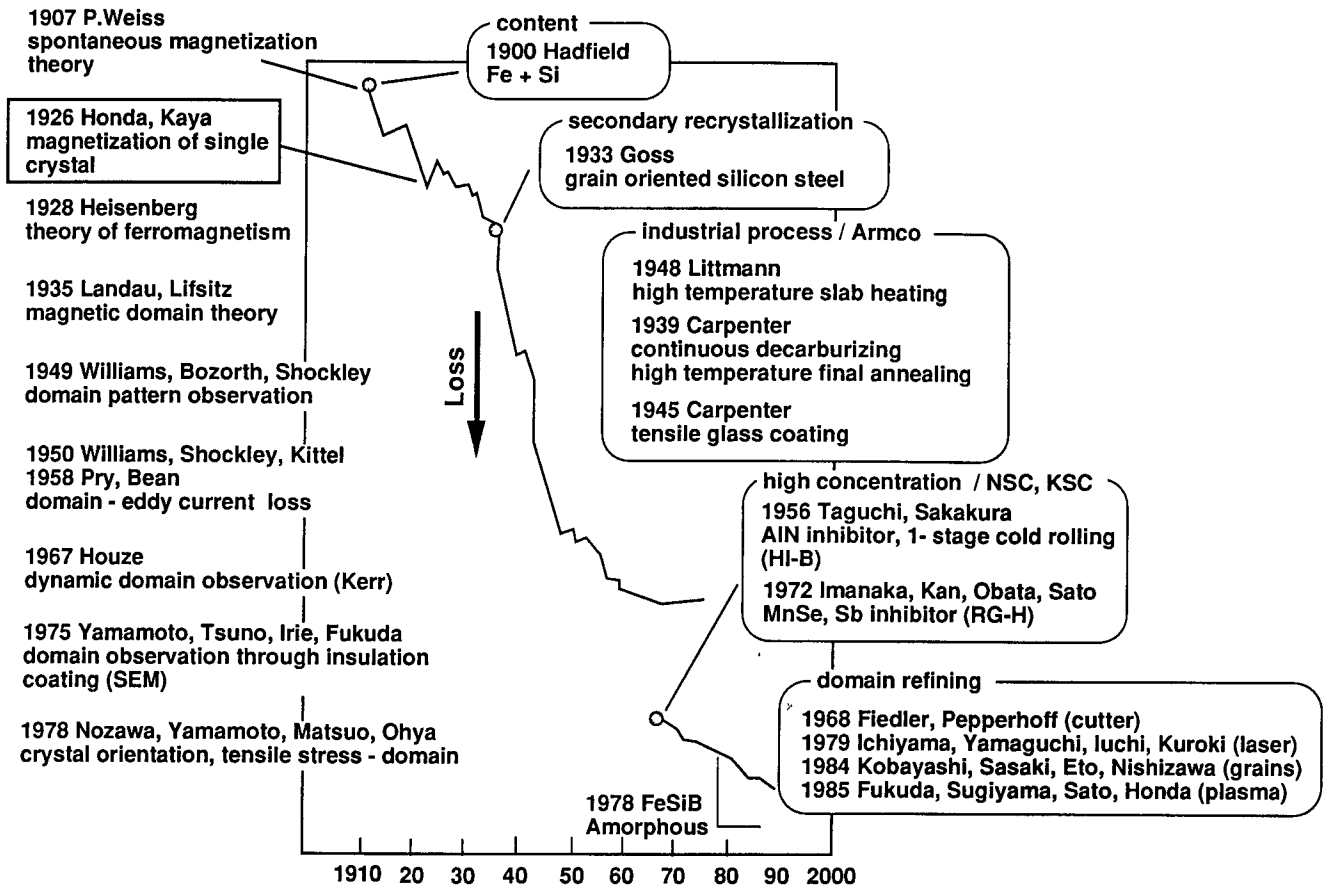 1907 P.Weiss
spontaneous magnetization
theory
1926 Honda, Kaya
magnetization of single
crystal
1928 Heisenberg
theory of ferromagnetism
1935 Landau, Lifsitz
magnetic domain theory
1949 Williams, Bozorth, Shockley
domain pattern observation
1950 Williams, Shockley, Kittel
1958 Pry, Bean
domain - eddy current loss
1967 Houze
dynamic domain observation (Kerr)
1975 Yamamoto, Tsuno, Irie, Fukuda
domain observation through insulation
coating (SEM)
1978 Nozawa, Yamamoto, Matsuo, Ohya
crystal orientation, tensile stress - domain
content
1900 Hadfield
Fe + Si
secondary recrystallization
1933 Goss
grain oriented silicon steel
industrial process / Armco
1948 Littmann
high temperature slab heating
1939 Carpenter
continuous decarburizing
high temperature final annealing
1945 Carpenter
tensile glass coating
Loss
high concentration / NSC, KSC
1956 Taguchi, Sakakura
AlN inhibitor, 1- stage cold rolling
(HI-B)
1972 Imanaka, Kan, Obata, Sato
MnSe, Sb inhibitor (RG-H)
domain refining
1968 Fiedler, Pepperhoff (cutter)
1979 Ichiyama, Yamaguchi, Iuchi, Kuroki (laser)
1984 Kobayashi, Sasaki, Eto, Nishizawa (grains)
1985 Fukuda, Sugiyama, Sato, Honda (plasma)
1978 FeSiB
Amorphous
1910 20 30 40 50 60 70 80 90 2000